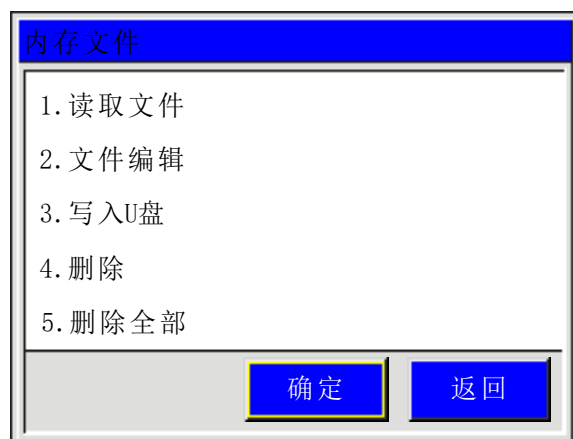 内存文件
1.读取文件
2.文件编辑
3.写入U盘
4.删除
5.删除全部
确定 返回